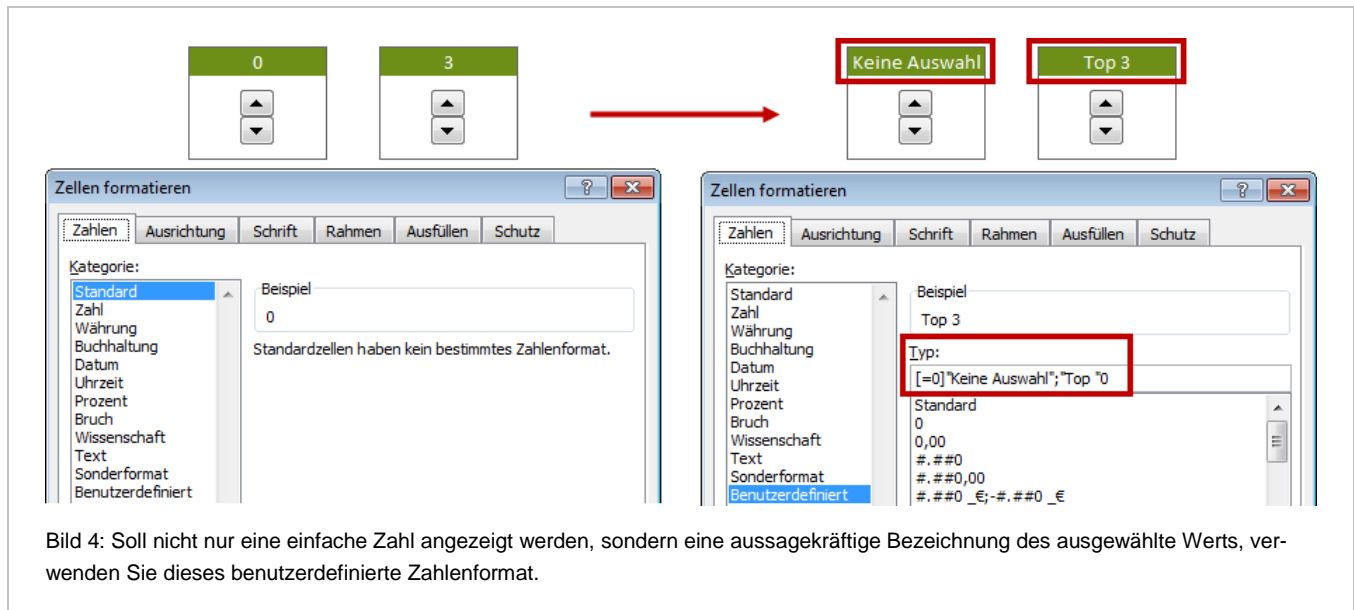 0
3
Keine Auswahl
Top 3
Zellen formatieren
?
Zahlen Ausrichtung Schrift Rahmen Ausfüllen Schutz
Kategorie:
Standard
Zahl
Währung
Buchhaltung
Datum
Uhrzeit
Prozent
Bruch
Wissenschaft
Text
Sonderformat
Benutzerdefiniert
Beispiel
0
Standardzellen haben kein bestimmtes Zahlenformat.
Zellen formatieren
?
Zahlen Ausrichtung Schrift Rahmen Ausfüllen Schutz
Kategorie:
Standard
Zahl
Währung
Buchhaltung
Datum
Uhrzeit
Prozent
Bruch
Wissenschaft
Text
Sonderformat
Benutzerdefiniert
Beispiel
Top 3
Typ:
[=0]"Keine Auswahl";"Top "0
Standard
0
0,00
#.##0
#.##0,00
#.##0 _€;-#.##0 _€
Bild 4: Soll nicht nur eine einfache Zahl angezeigt werden, sondern eine aussagekräftige Bezeichnung des ausgewählte Werts, ver-
wenden Sie dieses benutzerdefinierte Zahlenformat.